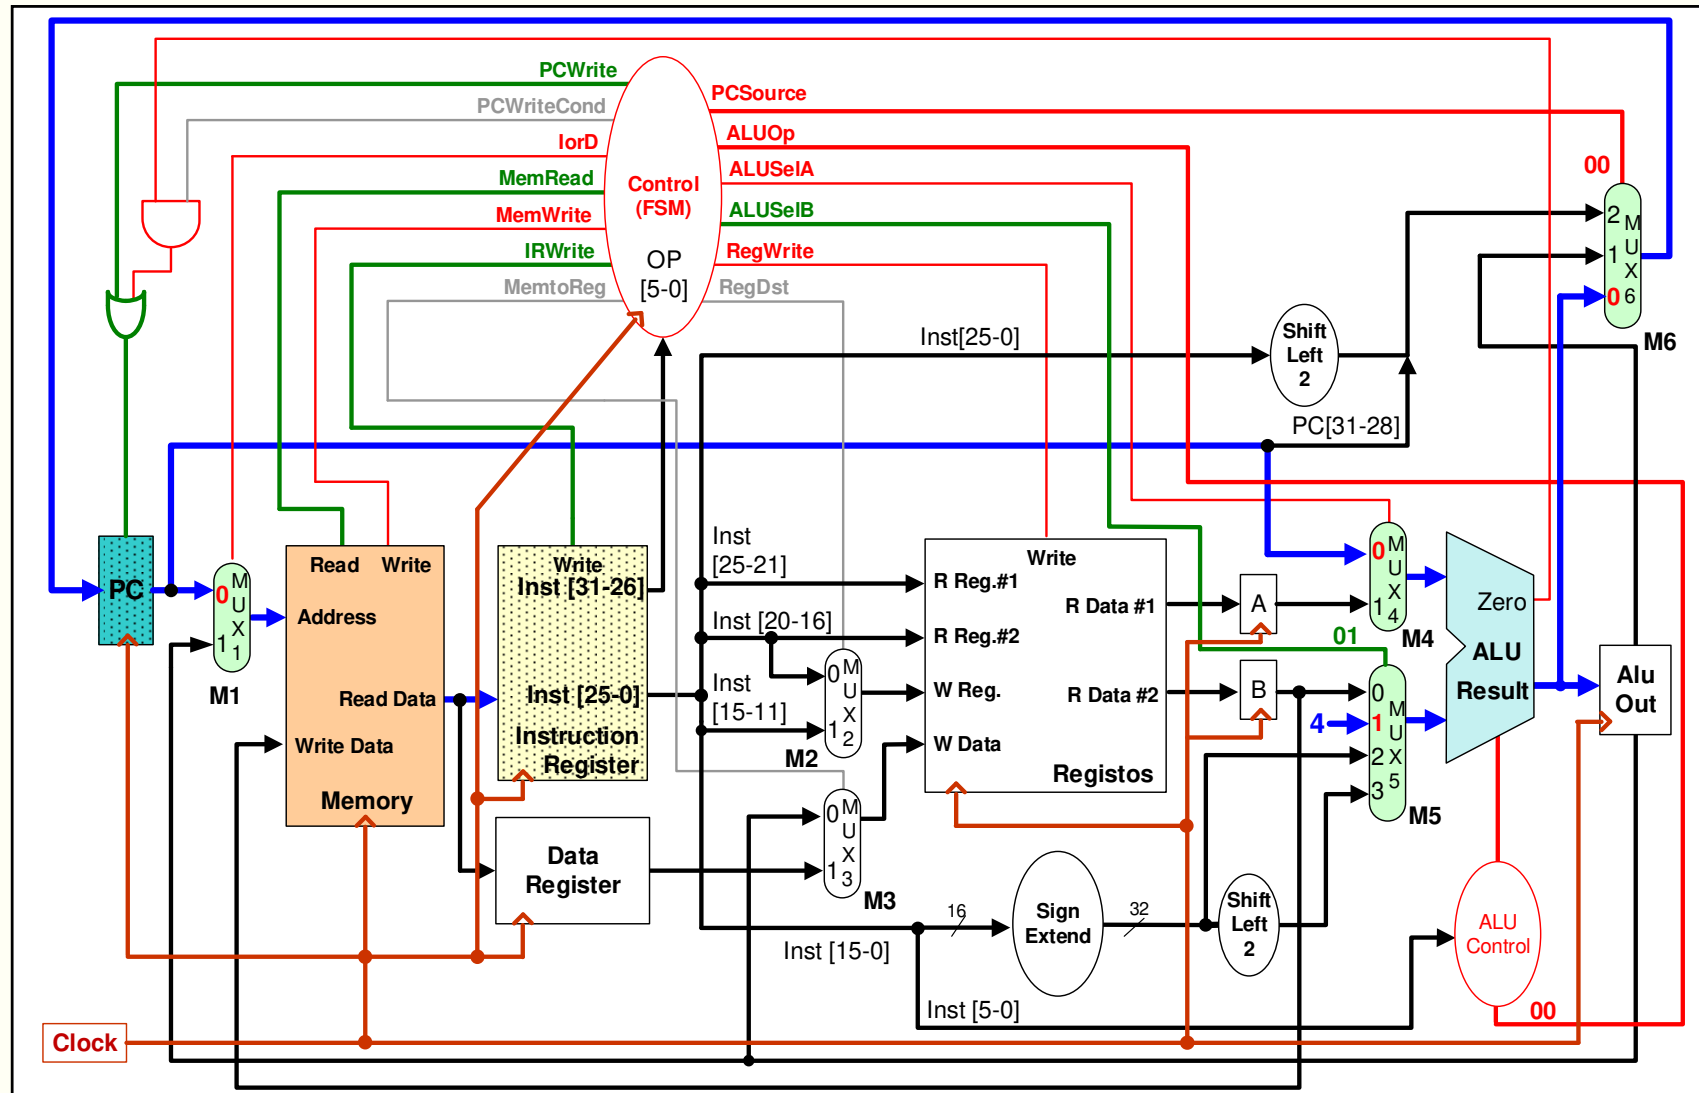 PCWrite
PCWriteCond
IorD
MemRead
MemWrite
IRWrite
MemtoReg
Control
(FSM)
OP
[5-0]
PCSource
ALUOp
ALUSelA
ALUSelB
RegWrite
RegDst
00
2
1
0
M
U
X
6
M6
Inst[25-0]
Shift
Left
2
PC[31-28]
PC
0
1
M
U
X
1
M1
Read
Write
Address
Read Data
Write Data
Memory
Write
Inst [31-26]
Inst [25-0]
Instruction
Register
Data
Register
Inst
[25-21]
Inst [20-16]
Inst
[15-11]
0
1
M
U
X
2
M2
0
1
M
U
X
3
M3
Write
R Reg.#1
R Reg.#2
W Reg.
W Data
R Data #1
R Data #2
Registos
A
B
0
1
M
U
X
4
M4
01
4
0
1
2
3
M
U
X
5
M5
Zero
ALU
Result
Alu
Out
Inst [15-0]
16
Sign
Extend
32
Shift
Left
2
Inst [5-0]
ALU
Control
00
Clock